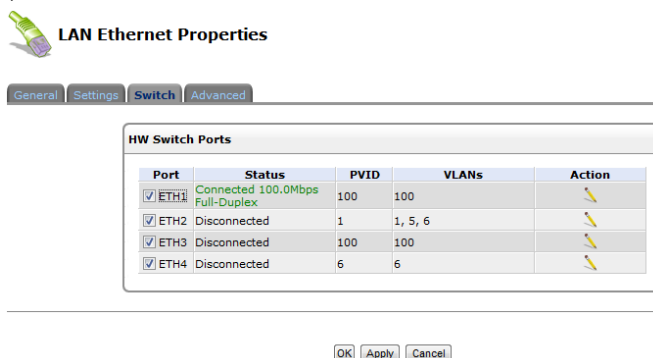 LAN Ethernet Properties
General Settings Switch Advanced
HW Switch Ports
Port Status PVID VLANs Action
ETH1 Connected 100.0Mbps Full-Duplex 100 100
ETH2 Disconnected 1 1, 5, 6
ETH3 Disconnected 100 100
ETH4 Disconnected 6 6
OK Apply Cancel